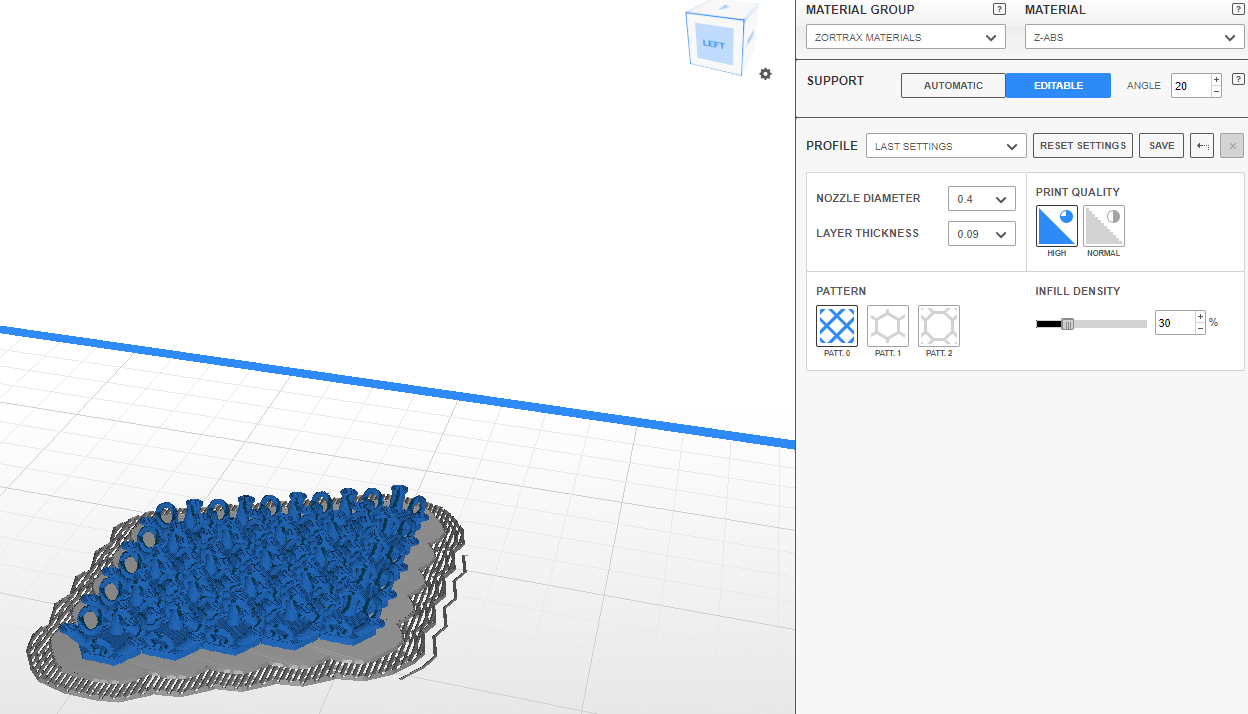 LEFT
MATERIAL GROUP ?
MATERIAL ?
ZORTRAX MATERIALS
Z-ABS
SUPPORT
AUTOMATIC
EDITABLE
ANGLE
20
+
−
?
PROFILE
LAST SETTINGS
RESET SETTINGS
SAVE
×
NOZZLE DIAMETER
0.4
LAYER THICKNESS
0.09
PRINT QUALITY
HIGH
NORMAL
PATTERN
PATT. 0
PATT. 1
PATT. 2
INFILL DENSITY
30
+
−
%